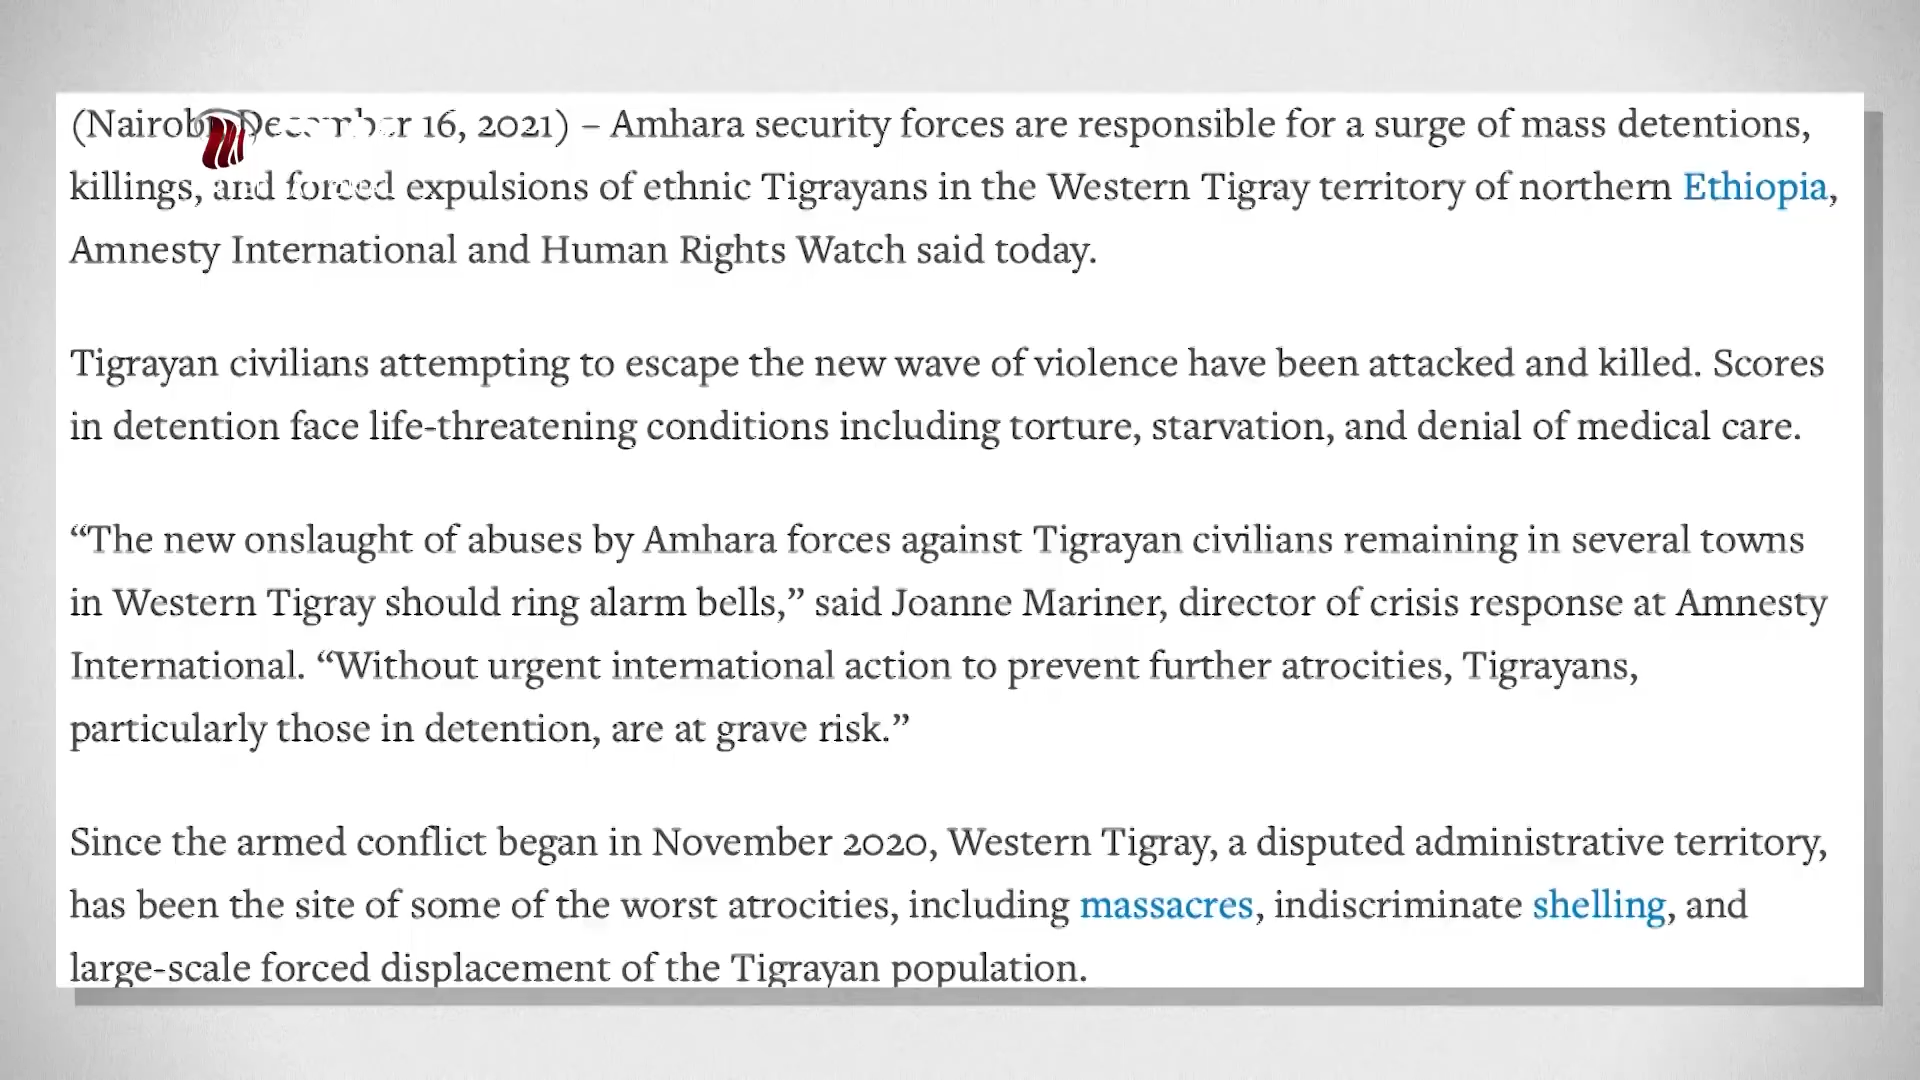 (Nairobi, December 16, 2021) – Amhara security forces are responsible for a surge of mass detentions,
killings, and forced expulsions of ethnic Tigrayans in the Western Tigray territory of northern Ethiopia,
Amnesty International and Human Rights Watch said today.
Tigrayan civilians attempting to escape the new wave of violence have been attacked and killed. Scores
in detention face life-threatening conditions including torture, starvation, and denial of medical care.
“The new onslaught of abuses by Amhara forces against Tigrayan civilians remaining in several towns
in Western Tigray should ring alarm bells,” said Joanne Mariner, director of crisis response at Amnesty
International. “Without urgent international action to prevent further atrocities, Tigrayans,
particularly those in detention, are at grave risk.”
Since the armed conflict began in November 2020, Western Tigray, a disputed administrative territory,
has been the site of some of the worst atrocities, including massacres, indiscriminate shelling, and
large-scale forced displacement of the Tigrayan population.